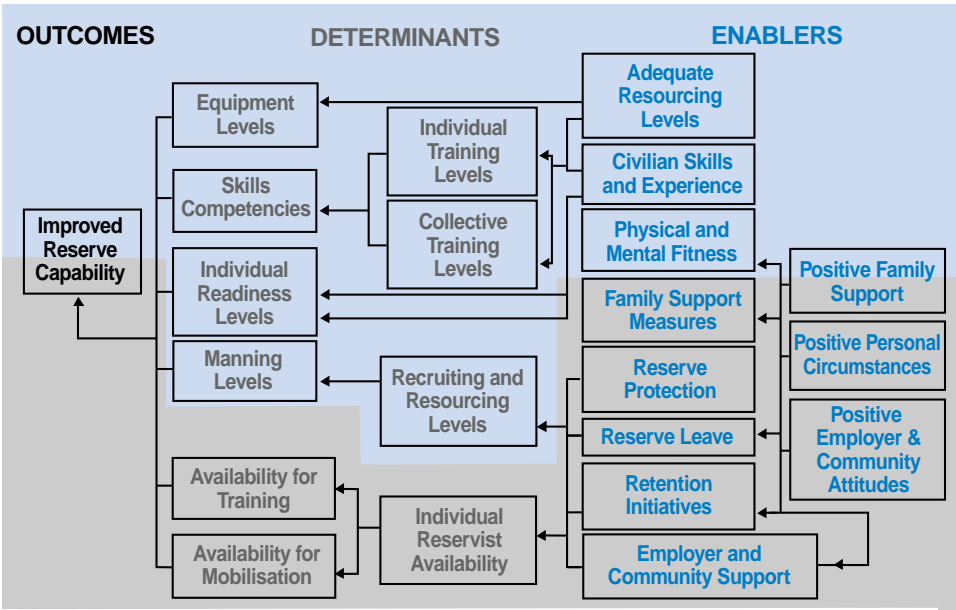 OUTCOMES
DETERMINANTS
ENABLERS
Improved
Reserve
Capability
Equipment
Levels
Skills
Competencies
Individual
Readiness
Levels
Manning
Levels
Availability for
Training
Availability for
Mobilisation
Individual
Training
Levels
Collective
Training
Levels
Recruiting and
Resourcing
Levels
Individual
Reservist
Availability
Adequate
Resourcing
Levels
Civilian Skills
and Experience
Physical and
Mental Fitness
Family Support
Measures
Reserve
Protection
Reserve Leave
Retention
Initiatives
Employer and
Community Support
Positive Family
Support
Positive Personal
Circumstances
Positive
Employer &
Community
Attitudes